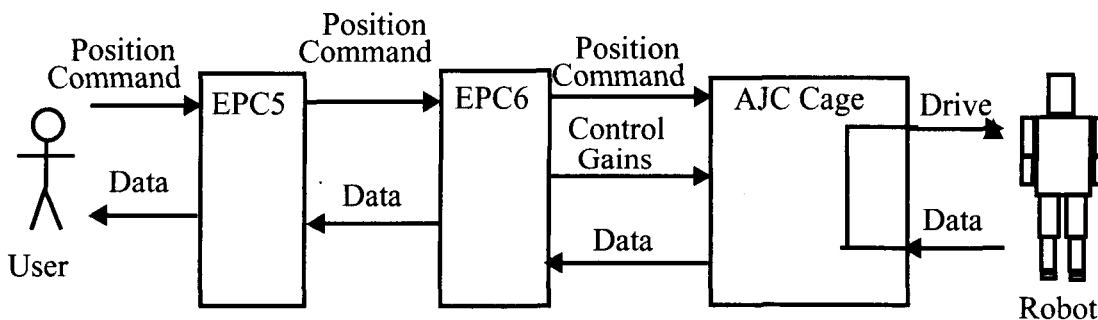 Position
Command
Position
Command
Position
Command
EPC5
EPC6
AJC Cage
Drive
Control
Gains
Data
Data
Data
Data
User
Robot